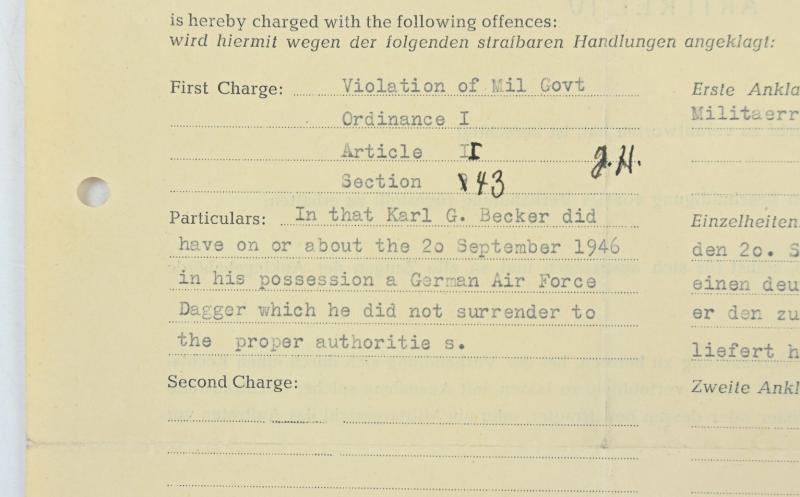 is hereby charged with the following offences:
wird hiermit wegen der folgenden strafbaren Handlungen angeklagt:
First Charge: Violation of Mil Govt
Ordinance I
Article II
Section 43
J.H.
Particulars: In that Karl G. Becker did
have on or about the 2o September 1946
in his possession a German Air Force
Dagger which he did not surrender to
the proper authoritie s.
Second Charge:
Erste Ankla
Militaerr
Einzelheiten
den 2o. S
einen deu
er den zu
liefert h
Zweite Ankl